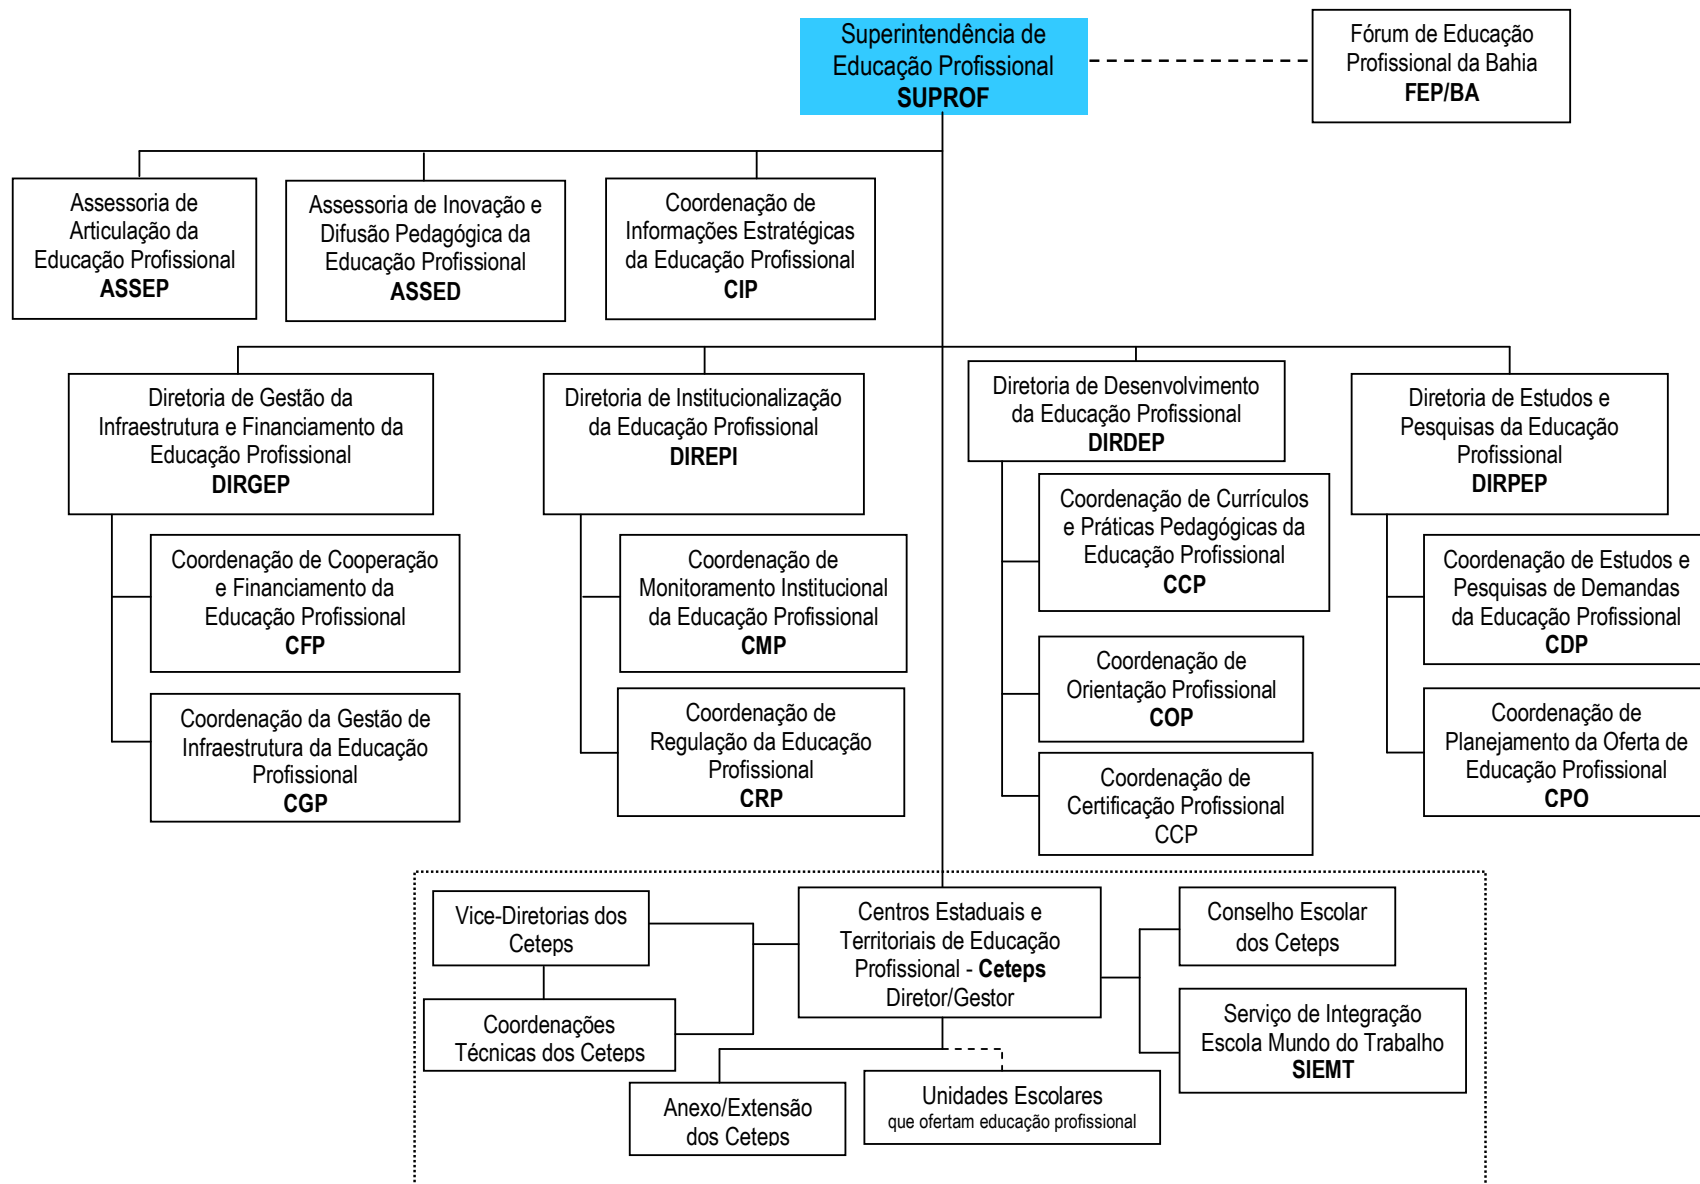 Superintendência de
Educação Profissional
SUPROF
Fórum de Educação
Profissional da Bahia
FEP/BA
Assessoria de
Articulação da
Educação Profissional
ASSEP
Assessoria de Inovação e
Difusão Pedagógica da
Educação Profissional
ASSED
Coordenação de
Informações Estratégicas
da Educação Profissional
CIP
Diretoria de Gestão da
Infraestrutura e Financiamento da
Educação Profissional
DIRGEP
Diretoria de Institucionalização
da Educação Profissional
DIREPI
Diretoria de Desenvolvimento
da Educação Profissional
DIRDEP
Diretoria de Estudos e
Pesquisas da Educação
Profissional
DIRPEP
Coordenação de Cooperação
e Financiamento da
Educação Profissional
CFP
Coordenação da Gestão de
Infraestrutura da Educação
Profissional
CGP
Coordenação de
Monitoramento Institucional
da Educação Profissional
CMP
Coordenação de
Regulação da Educação
Profissional
CRP
Coordenação de Currículos
e Práticas Pedagógicas da
Educação Profissional
CCP
Coordenação de
Orientação Profissional
COP
Coordenação de
Certificação Profissional
CCP
Coordenação de Estudos e
Pesquisas de Demandas
da Educação Profissional
CDP
Coordenação de
Planejamento da Oferta de
Educação Profissional
CPO
Vice-Diretorias dos
Ceteps
Coordenações
Técnicas dos Ceteps
Centros Estaduais e
Territoriais de Educação
Profissional - Ceteps
Diretor/Gestor
Conselho Escolar
dos Ceteps
Serviço de Integração
Escola Mundo do Trabalho
SIEMT
Anexo/Extensão
dos Ceteps
Unidades Escolares
que ofertam educação profissional